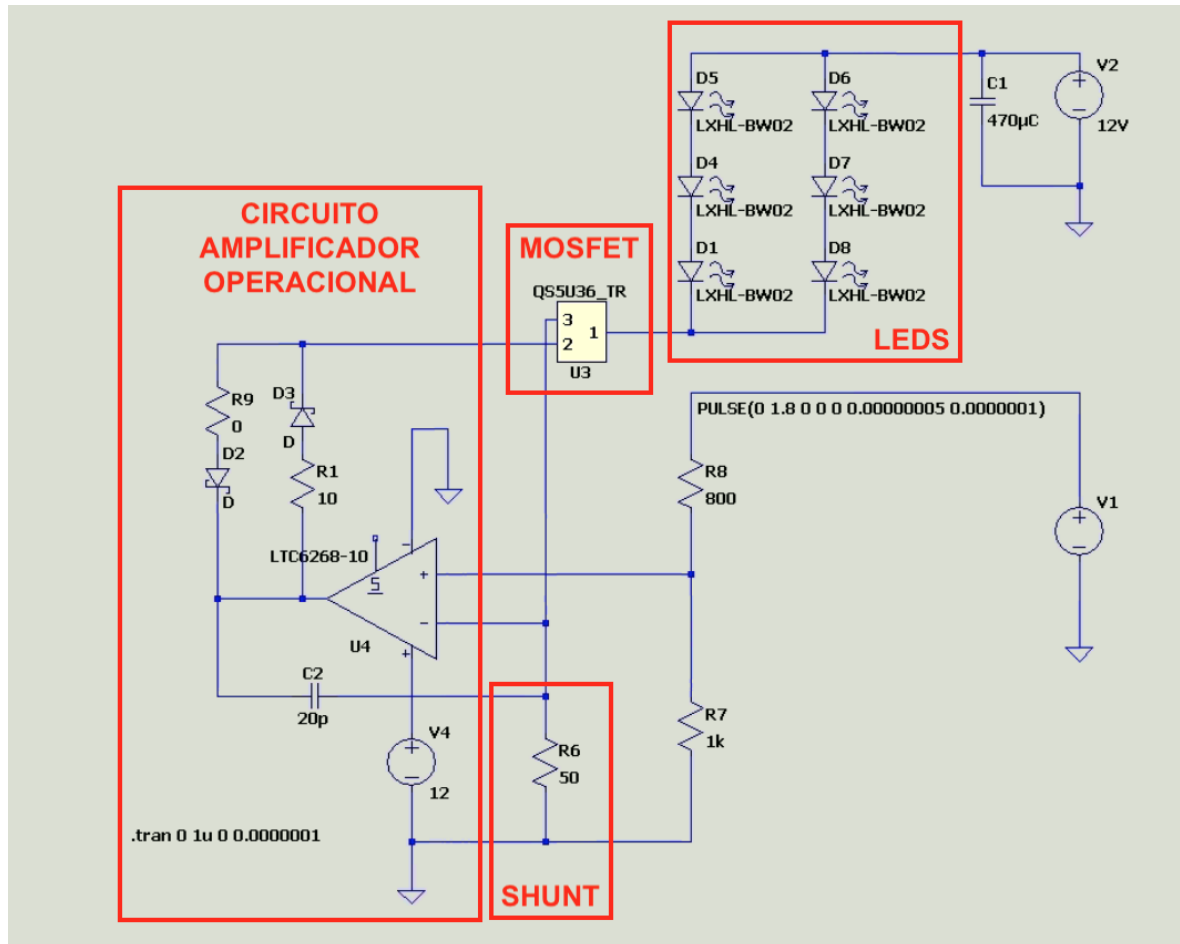 V2
+
−
12V
C1
470µC
D5
LXHL-BW02
D6
LXHL-BW02
D4
LXHL-BW02
D7
LXHL-BW02
D1
LXHL-BW02
D8
LXHL-BW02
LEDS
CIRCUITO
AMPLIFICADOR
OPERACIONAL
MOSFET
QS5U36_TR
3
1
2
U3
R9
0
D3
D
D2
D
R1
10
LTC6268-10
S
−
+
−
+
U4
PULSE(0 1.8 0 0 0 0.00000005 0.0000001)
R8
800
V1
+
−
C2
20p
V4
+
−
12
R6
50
R7
1k
.tran 0 1u 0 0.0000001
SHUNT